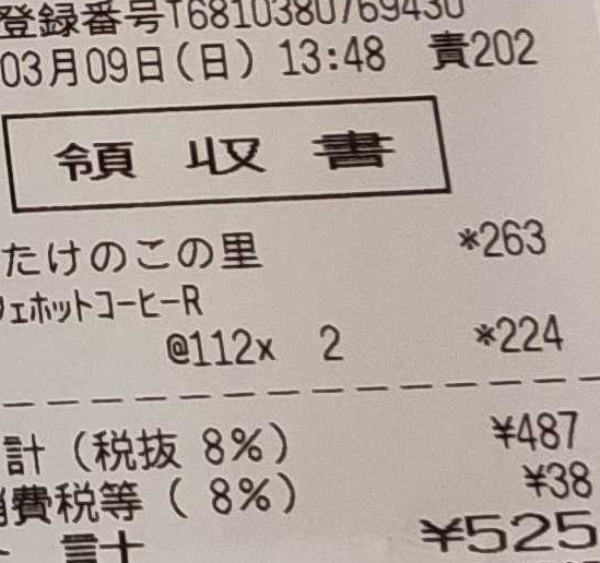 登録番号T6810380769430
03月09日(日) 13:48 責202
領収書
たけのこの里 *263
ェホットコーヒーR
@112x 2 *224
計(税抜 8%) ¥487
消費税等( 8%) ¥38
計 ¥525